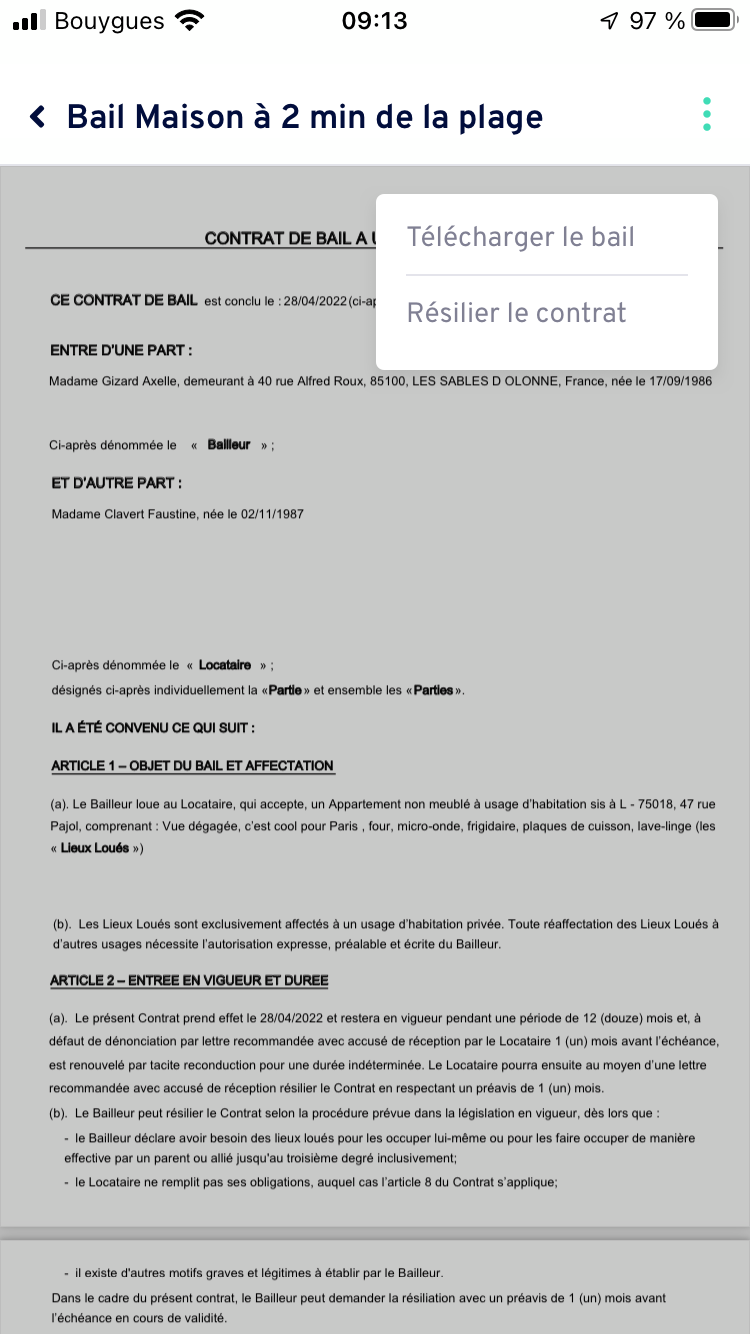 Bouygues 09:13 97 %
Bail Maison à 2 min de la plage
Télécharger le bail
Résilier le contrat
CONTRAT DE BAIL A
CE CONTRAT DE BAIL est conclu le : 28/04/2022 (ci-ap
ENTRE D'UNE PART :
Madame Gizard Axelle, demeurant à 40 rue Alfred Roux, 85100, LES SABLES D OLONNE, France, née le 17/09/1986
Ci-après dénommée le « Bailleur » ;
ET D'AUTRE PART :
Madame Clavert Faustine, née le 02/11/1987
Ci-après dénommée le « Locataire » ;
désignés ci-après individuellement la «Partie» et ensemble les «Parties».
IL A ÉTÉ CONVENU CE QUI SUIT :
ARTICLE 1 – OBJET DU BAIL ET AFFECTATION
(a). Le Bailleur loue au Locataire, qui accepte, un Appartement non meublé à usage d'habitation sis à L - 75018, 47 rue
Pajol, comprenant : Vue dégagée, c'est cool pour Paris , four, micro-onde, frigidaire, plaques de cuisson, lave-linge (les
« Lieux Loués »)
(b). Les Lieux Loués sont exclusivement affectés à un usage d'habitation privée. Toute réaffectation des Lieux Loués à
d'autres usages nécessite l'autorisation expresse, préalable et écrite du Bailleur.
ARTICLE 2 – ENTREE EN VIGUEUR ET DUREE
(a). Le présent Contrat prend effet le 28/04/2022 et restera en vigueur pendant une période de 12 (douze) mois et, à
défaut de dénonciation par lettre recommandée avec accusé de réception par le Locataire 1 (un) mois avant l'échéance,
est renouvelé par tacite reconduction pour une durée indéterminée. Le Locataire pourra ensuite au moyen d'une lettre
recommandée avec accusé de réception résilier le Contrat en respectant un préavis de 1 (un) mois.
(b). Le Bailleur peut résilier le Contrat selon la procédure prévue dans la législation en vigueur, dès lors que :
- le Bailleur déclare avoir besoin des lieux loués pour les occuper lui-même ou pour les faire occuper de manière
effective par un parent ou allié jusqu'au troisième degré inclusivement;
- le Locataire ne remplit pas ses obligations, auquel cas l'article 8 du Contrat s'applique;
- il existe d'autres motifs graves et légitimes à établir par le Bailleur.
Dans le cadre du présent contrat, le Bailleur peut demander la résiliation avec un préavis de 1 (un) mois avant
l'échéance en cours de validité.